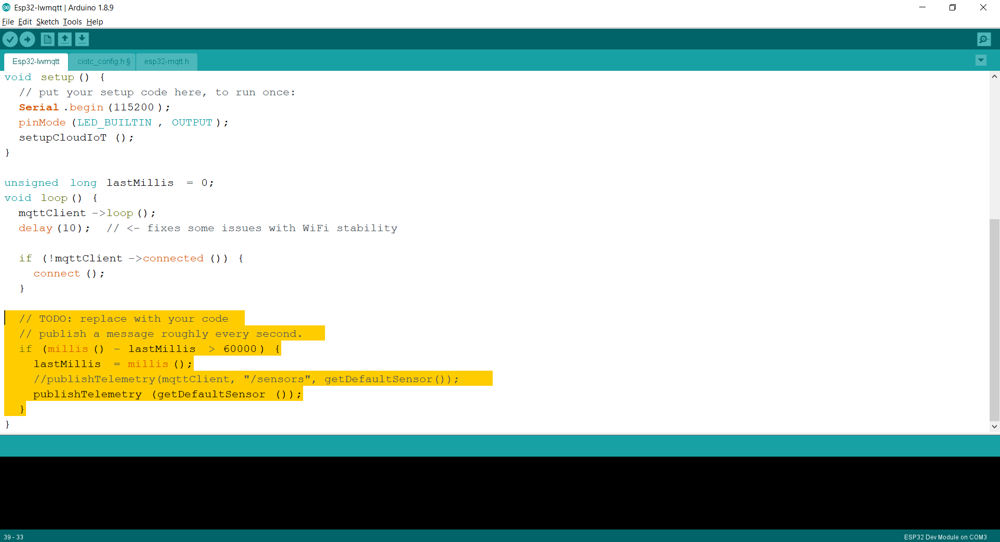 Esp32-lwmqtt | Arduino 1.8.9
File Edit Sketch Tools Help
Esp32-lwmqtt ciotc_config.h § esp32-mqtt.h
void setup() {
// put your setup code here, to run once:
Serial.begin(115200);
pinMode(LED_BUILTIN, OUTPUT);
setupCloudIoT();
}
unsigned long lastMillis = 0;
void loop() {
mqttClient->loop();
delay(10); // <- fixes some issues with WiFi stability
if (!mqttClient->connected()) {
connect();
}
// TODO: replace with your code
// publish a message roughly every second.
if (millis() - lastMillis > 60000) {
lastMillis = millis();
//publishTelemetry(mqttClient, "/sensors", getDefaultSensor());
publishTelemetry(getDefaultSensor());
}
}
39 - 33 ESP32 Dev Module on COM3